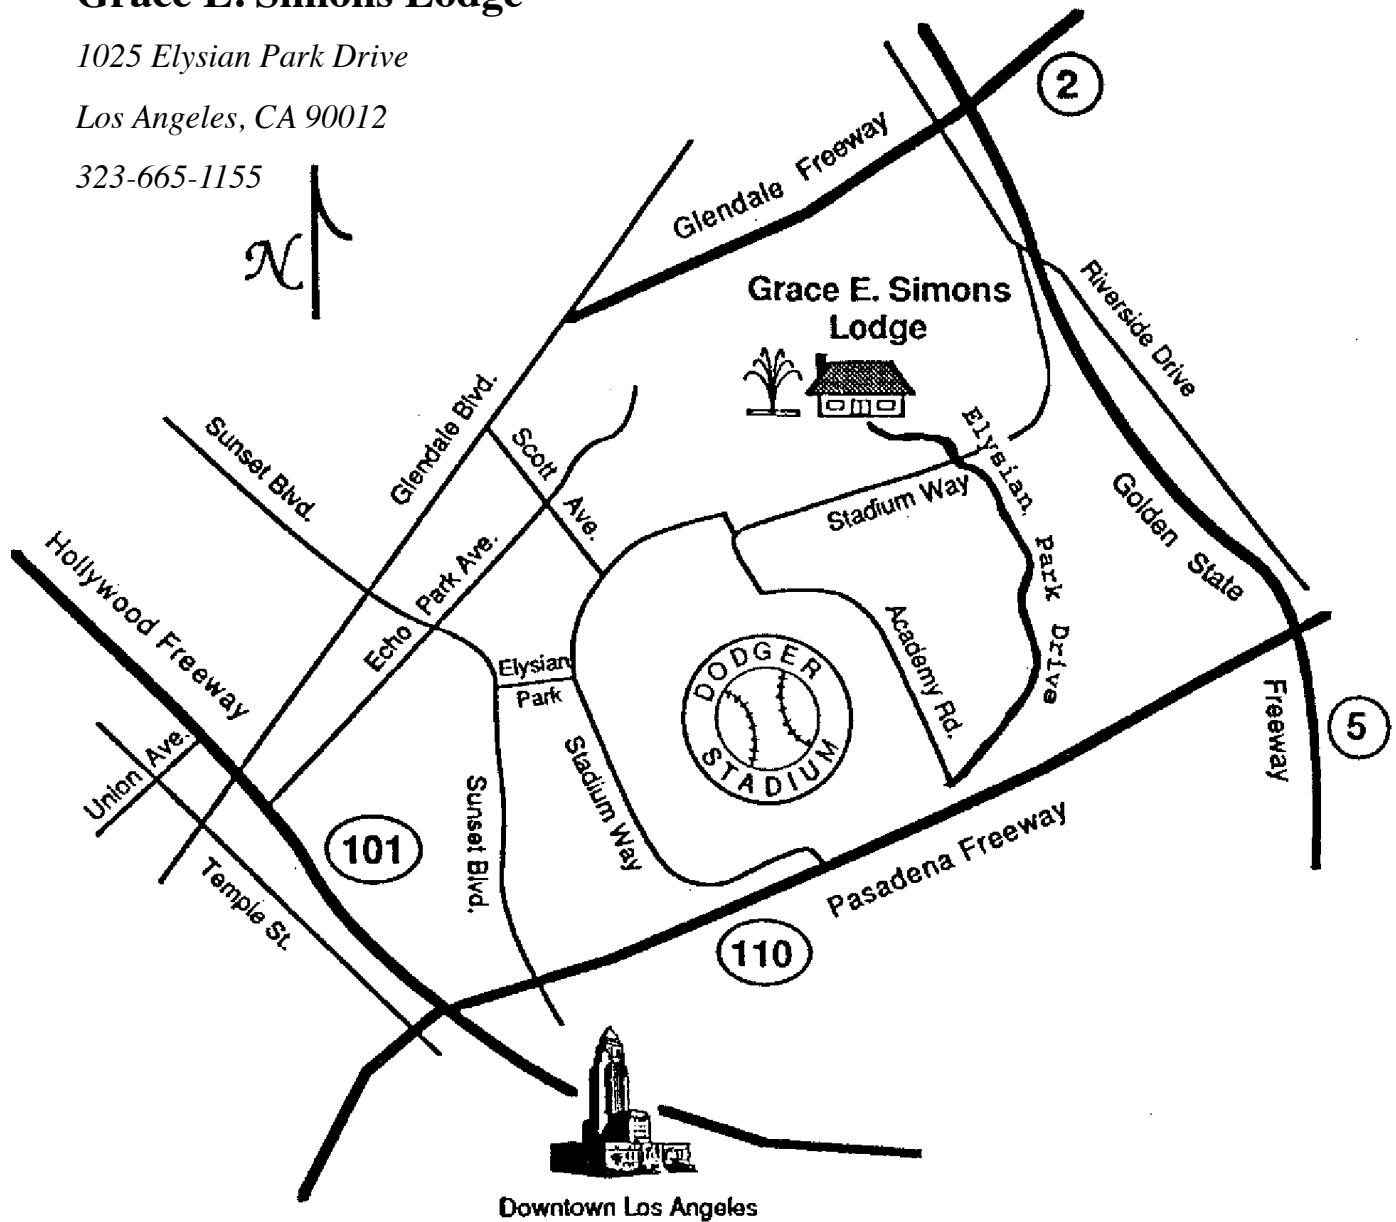 Grace E. Simons Lodge
1025 Elysian Park Drive
Los Angeles, CA 90012
323-665-1155
N
2
Glendale Freeway
Grace E. Simons
Lodge
Riverside Drive
Glendale Blvd.
Sunset Blvd.
Scott Ave.
Elysian Park Drive
Stadium Way
Golden State
Freeway
Hollywood Freeway
Echo Park Ave.
Academy Rd.
Elysian
Park
DODGER
STADIUM
5
Union Ave.
Stadium Way
Sunset Blvd.
101
Temple St.
Pasadena Freeway
110
Downtown Los Angeles